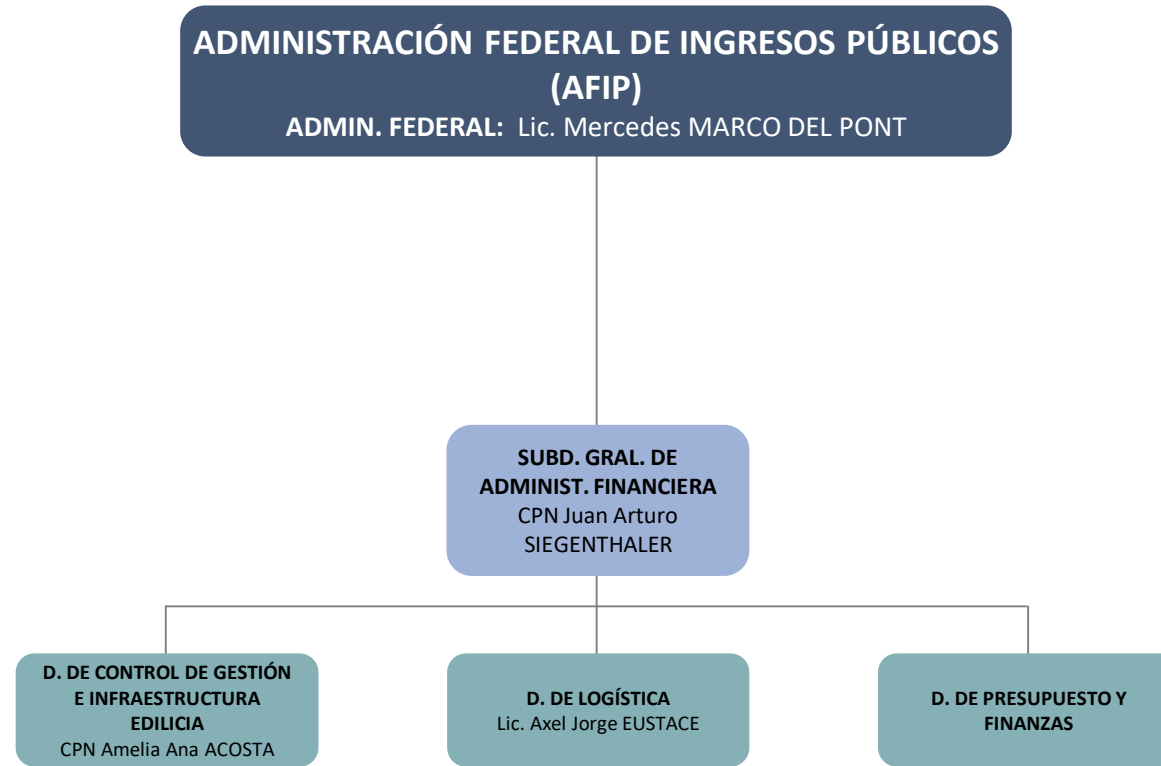 ADMINISTRACIÓN FEDERAL DE INGRESOS PÚBLICOS
(AFIP)
ADMIN. FEDERAL: Lic. Mercedes MARCO DEL PONT
SUBD. GRAL. DE
ADMINIST. FINANCIERA
CPN Juan Arturo
SIEGENTHALER
D. DE CONTROL DE GESTIÓN
E INFRAESTRUCTURA
EDILICIA
CPN Amelia Ana ACOSTA
D. DE LOGÍSTICA
Lic. Axel Jorge EUSTACE
D. DE PRESUPUESTO Y
FINANZAS